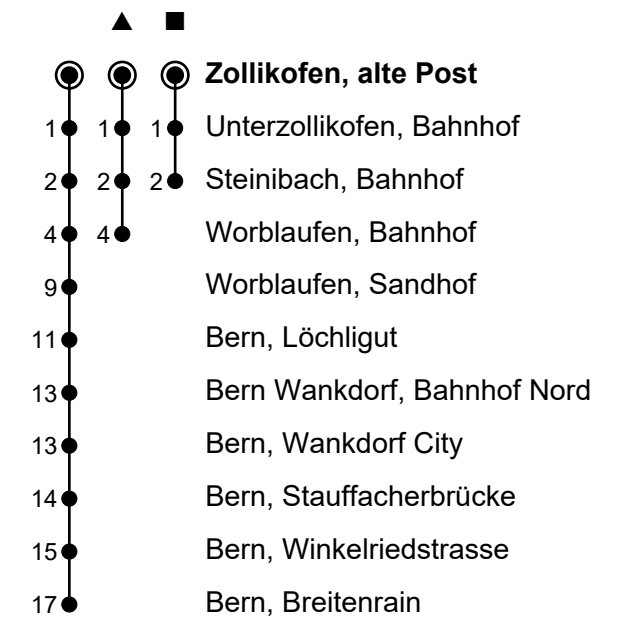 ▲ ■
Zollikofen, alte Post
1 1 1 Unterzollikofen, Bahnhof
2 2 2 Steinibach, Bahnhof
4 4 Worblaufen, Bahnhof
9 Worblaufen, Sandhof
11 Bern, Löchligut
13 Bern Wankdorf, Bahnhof Nord
13 Bern, Wankdorf City
14 Bern, Stauffacherbrücke
15 Bern, Winkelriedstrasse
17 Bern, Breitenrain